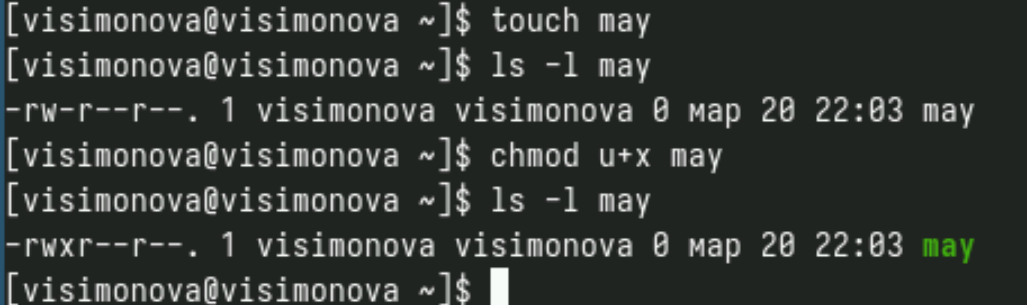 [visimonova@visimonova ~]$ touch may
[visimonova@visimonova ~]$ ls -l may
-rw-r--r--. 1 visimonova visimonova 0 мар 20 22:03 may
[visimonova@visimonova ~]$ chmod u+x may
[visimonova@visimonova ~]$ ls -l may
-rwxr--r--. 1 visimonova visimonova 0 мар 20 22:03 may
[visimonova@visimonova ~]$